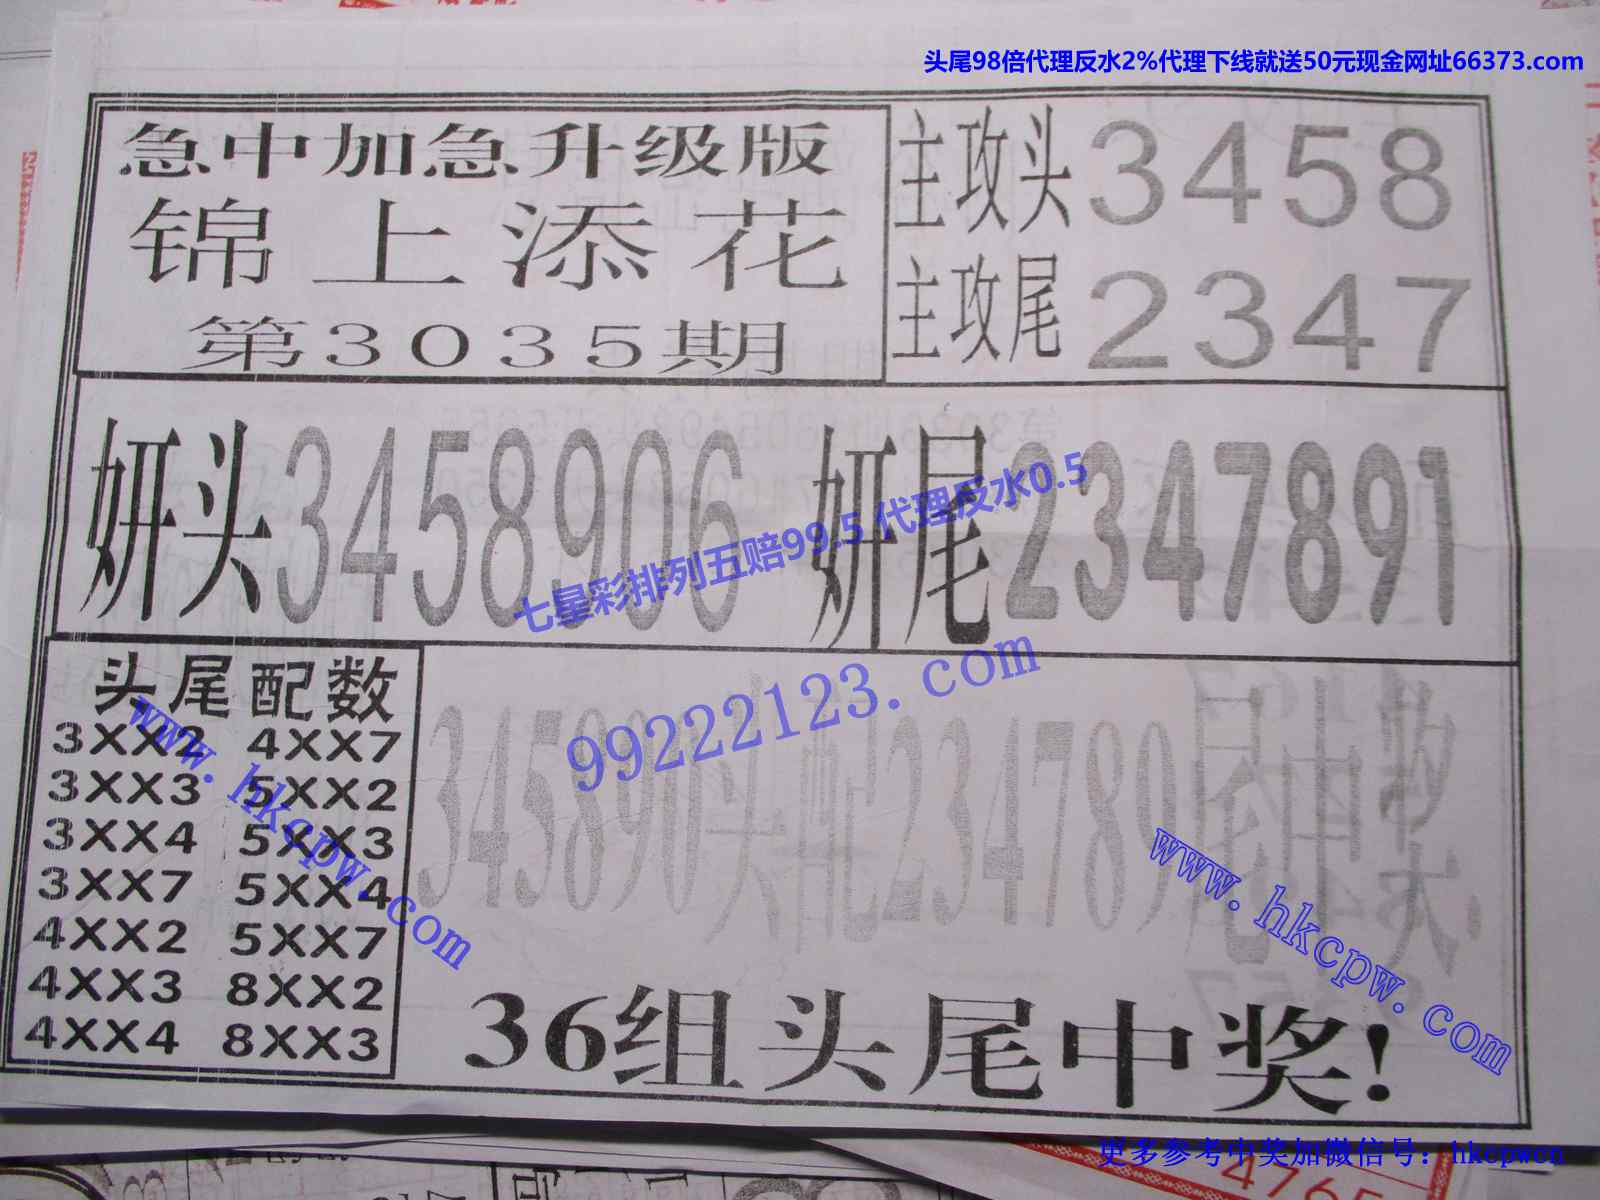 头尾98倍代理反水2%代理下线就送50元现金网址66373.com
急中加急升级版
锦上添花
第3035期
主攻头3458
主攻尾2347
妍头3458906
妍尾2347891
七星彩排列五赔99.5 代理反水0.5
99222123.com
头尾配数
3XX2 4XX7
3XX3 5XX2
3XX4 5XX3
3XX7 5XX4
4XX2 5XX7
4XX3 8XX2
4XX4 8XX3
www.hkcpw.com
345890头配234789尾中奖
www.hkcpw.com
36组头尾中奖!
更多参考中奖加微信号：hkcpwcn
4765